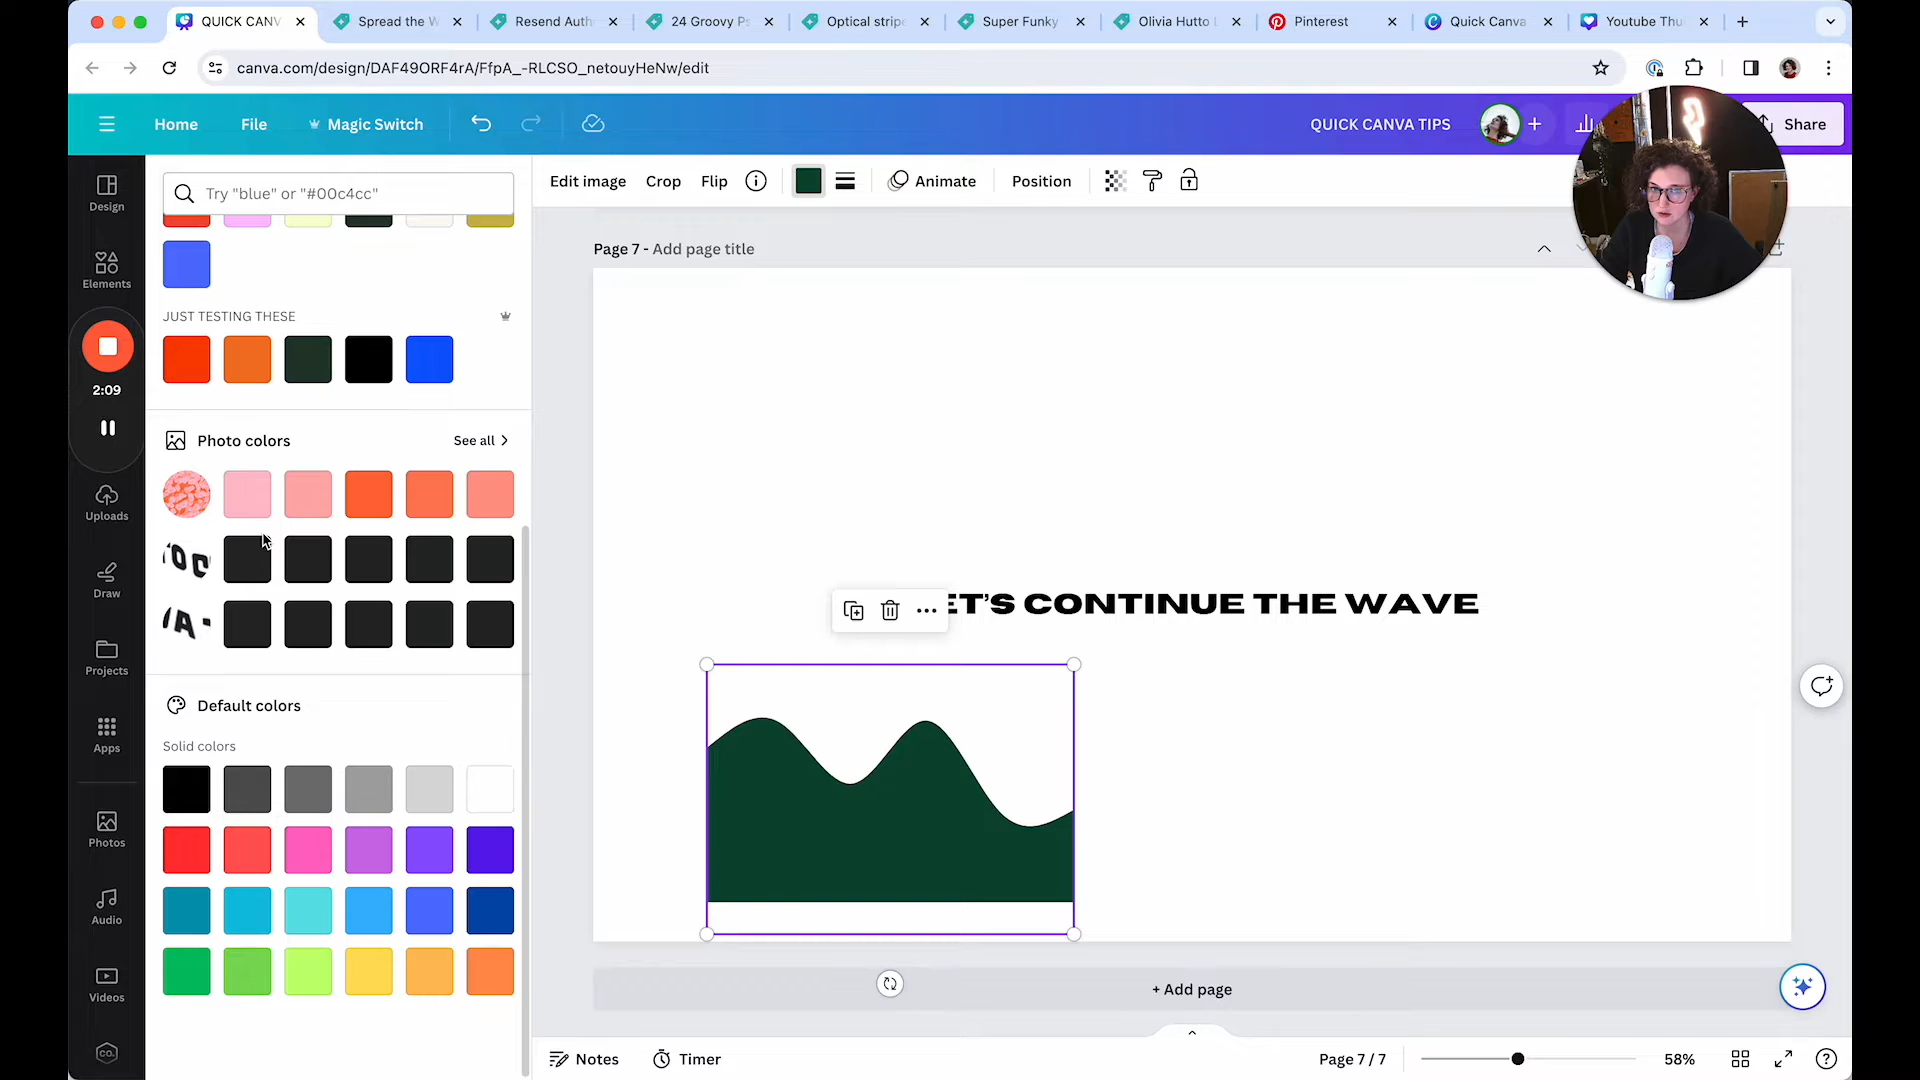 QUICK CANV
Spread the W
Resend Auth
24 Groovy Ps
Optical stripe
Super Funky
Olivia Hutto L
Pinterest
Quick Canva
Youtube Thu
canva.com/design/DAF49ORF4rA/FfpA_-RLCSO_netouyHeNw/edit
Home
File
Magic Switch
QUICK CANVA TIPS
Share
Design
Elements
2:09
Uploads
Draw
Projects
Apps
Photos
Audio
Videos
co.
Try "blue" or "#00c4cc"
JUST TESTING THESE
Photo colors
See all
Default colors
Solid colors
Edit image
Crop
Flip
Animate
Position
Page 7 - Add page title
ET'S CONTINUE THE WAVE
+ Add page
Notes
Timer
Page 7 / 7
58%